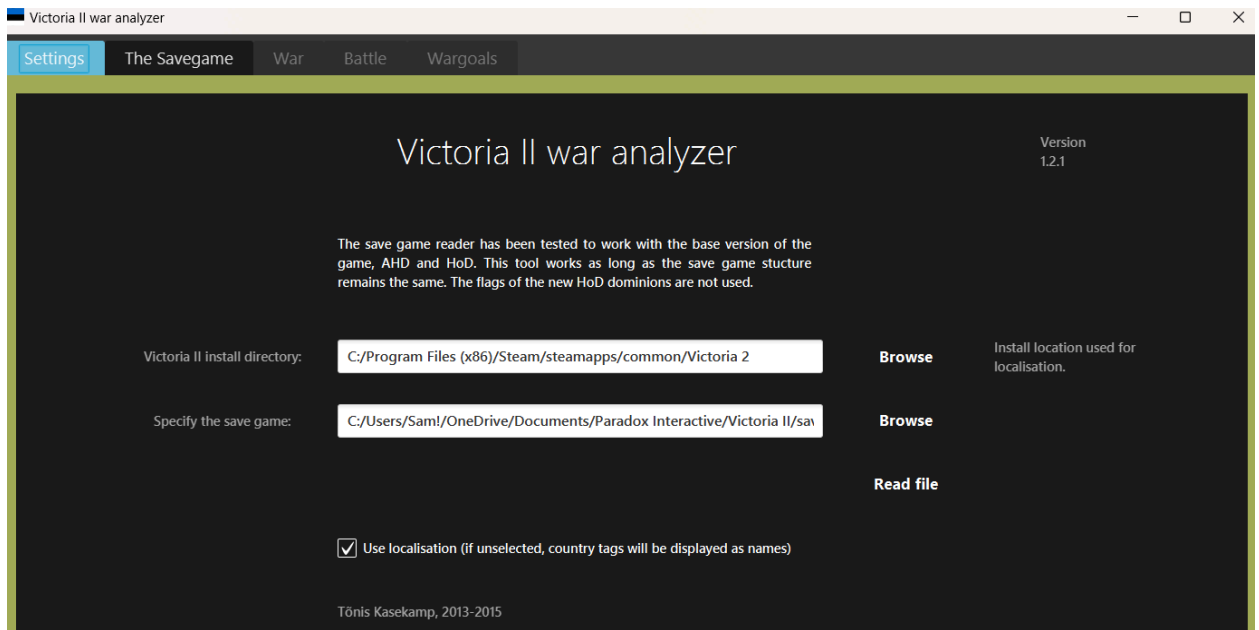 Victoria II war analyzer
Settings The Savegame War Battle Wargoals
Victoria II war analyzer
Version
1.2.1
The save game reader has been tested to work with the base version of the
game, AHD and HoD. This tool works as long as the save game stucture
remains the same. The flags of the new HoD dominions are not used.
Victoria II install directory: C:/Program Files (x86)/Steam/steamapps/common/Victoria 2 Browse
Install location used for
localisation.
Specify the save game: C:/Users/Sam!/OneDrive/Documents/Paradox Interactive/Victoria II/sav Browse
Read file
Use localisation (if unselected, country tags will be displayed as names)
Tõnis Kasekamp, 2013-2015